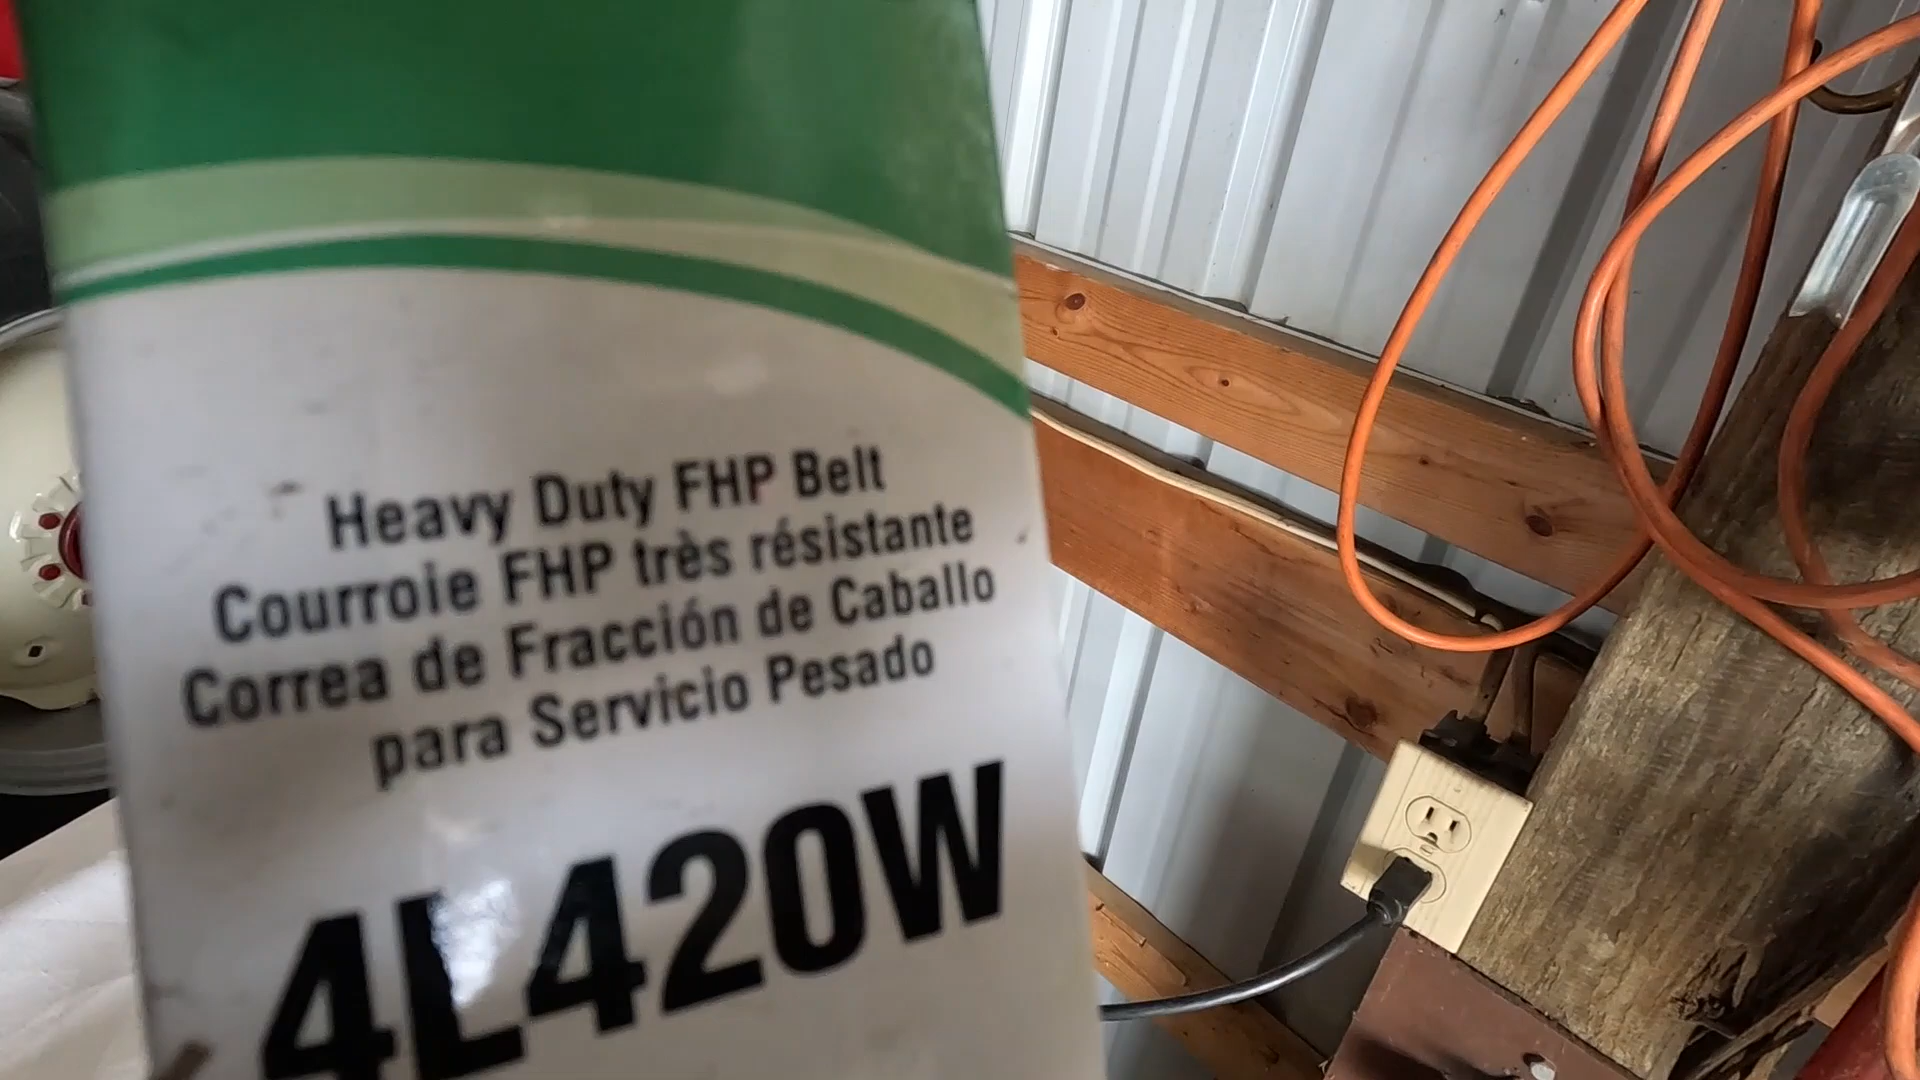 Heavy Duty FHP Belt
Courroie FHP très résistante
Correa de Fracción de Caballo
para Servicio Pesado
4L420W